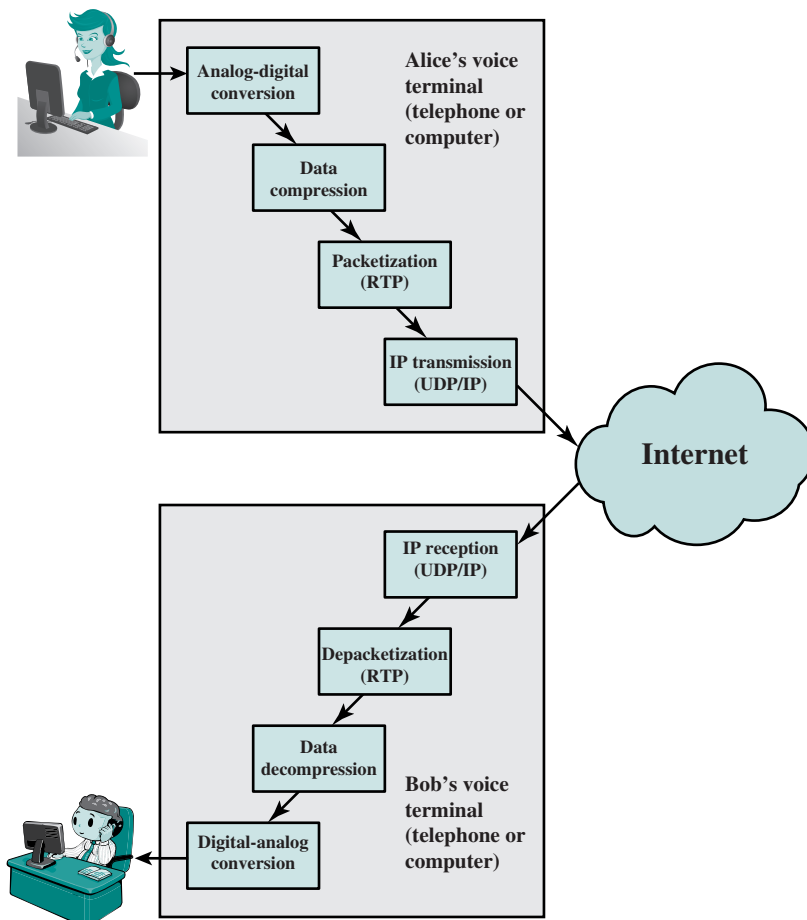 Analog-digital
conversion
Alice's voice
terminal
(telephone or
computer)
Data
compression
Packetization
(RTP)
IP transmission
(UDP/IP)
Internet
IP reception
(UDP/IP)
Depacketization
(RTP)
Data
decompression
Bob's voice
terminal
(telephone or
computer)
Digital-analog
conversion